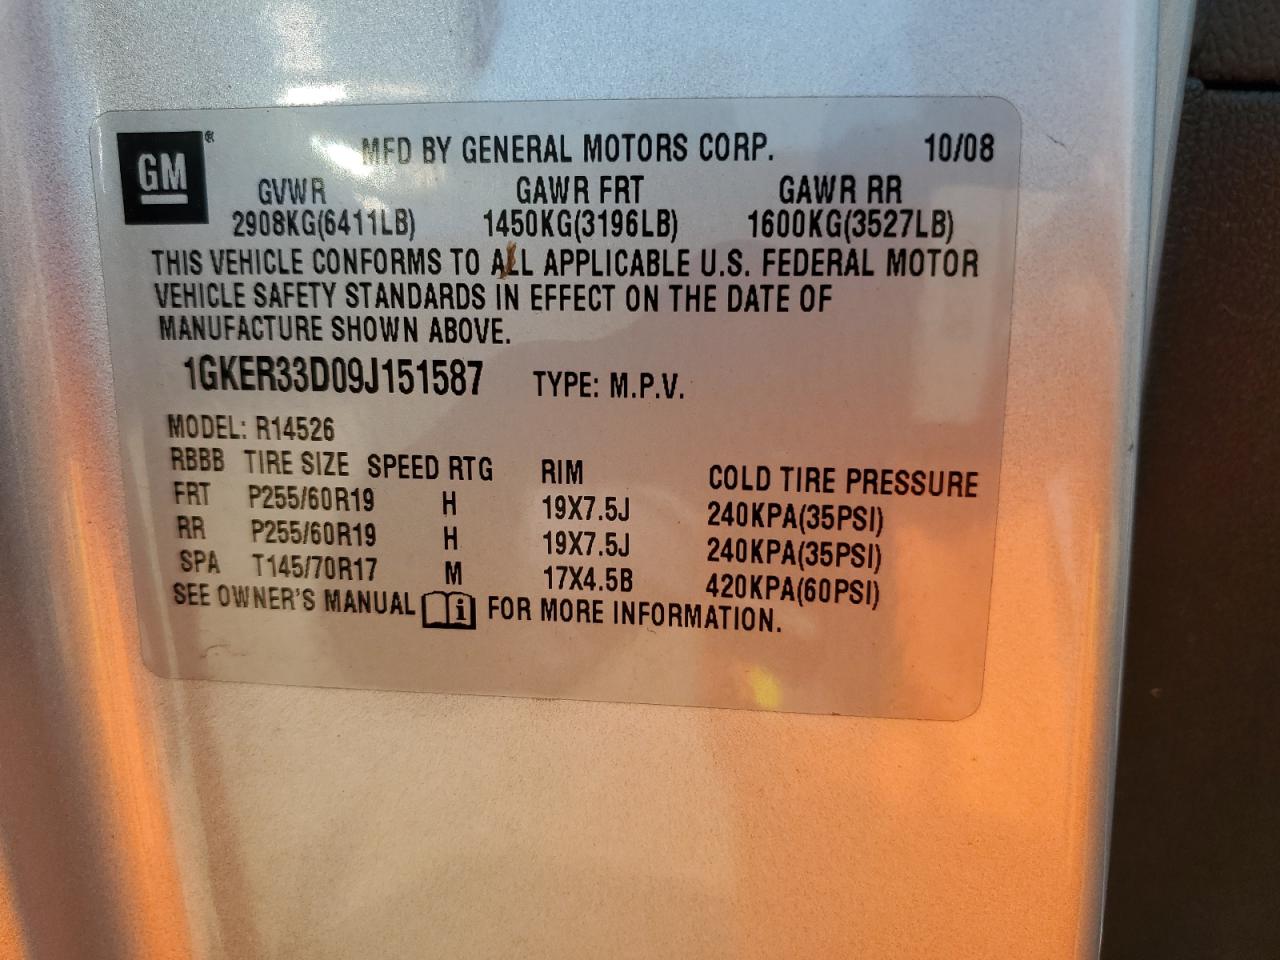 GM ® MFD BY GENERAL MOTORS CORP. 10/08
GVWR GAWR FRT GAWR RR
2908KG(6411LB) 1450KG(3196LB) 1600KG(3527LB)
THIS VEHICLE CONFORMS TO ALL APPLICABLE U.S. FEDERAL MOTOR
VEHICLE SAFETY STANDARDS IN EFFECT ON THE DATE OF
MANUFACTURE SHOWN ABOVE.
1GKER33D09J151587 TYPE: M.P.V.
MODEL: R14526
RBBB TIRE SIZE SPEED RTG RIM COLD TIRE PRESSURE
FRT P255/60R19 H 19X7.5J 240KPA(35PSI)
RR P255/60R19 H 19X7.5J 240KPA(35PSI)
SPA T145/70R17 M 17X4.5B 420KPA(60PSI)
SEE OWNER'S MANUAL i FOR MORE INFORMATION.